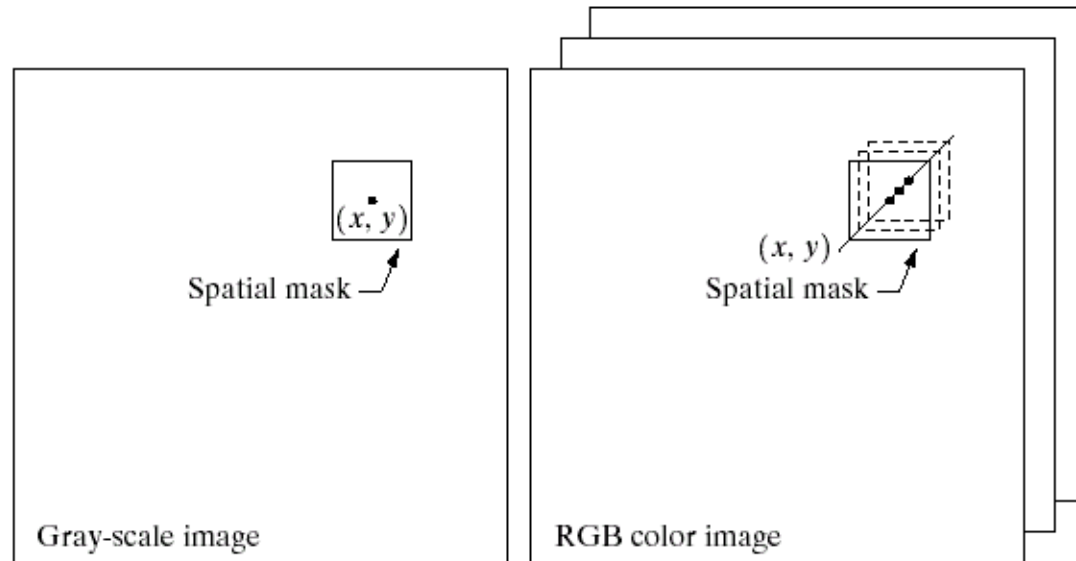 (x, y)
Spatial mask
Gray-scale image
(x, y)
Spatial mask
RGB color image